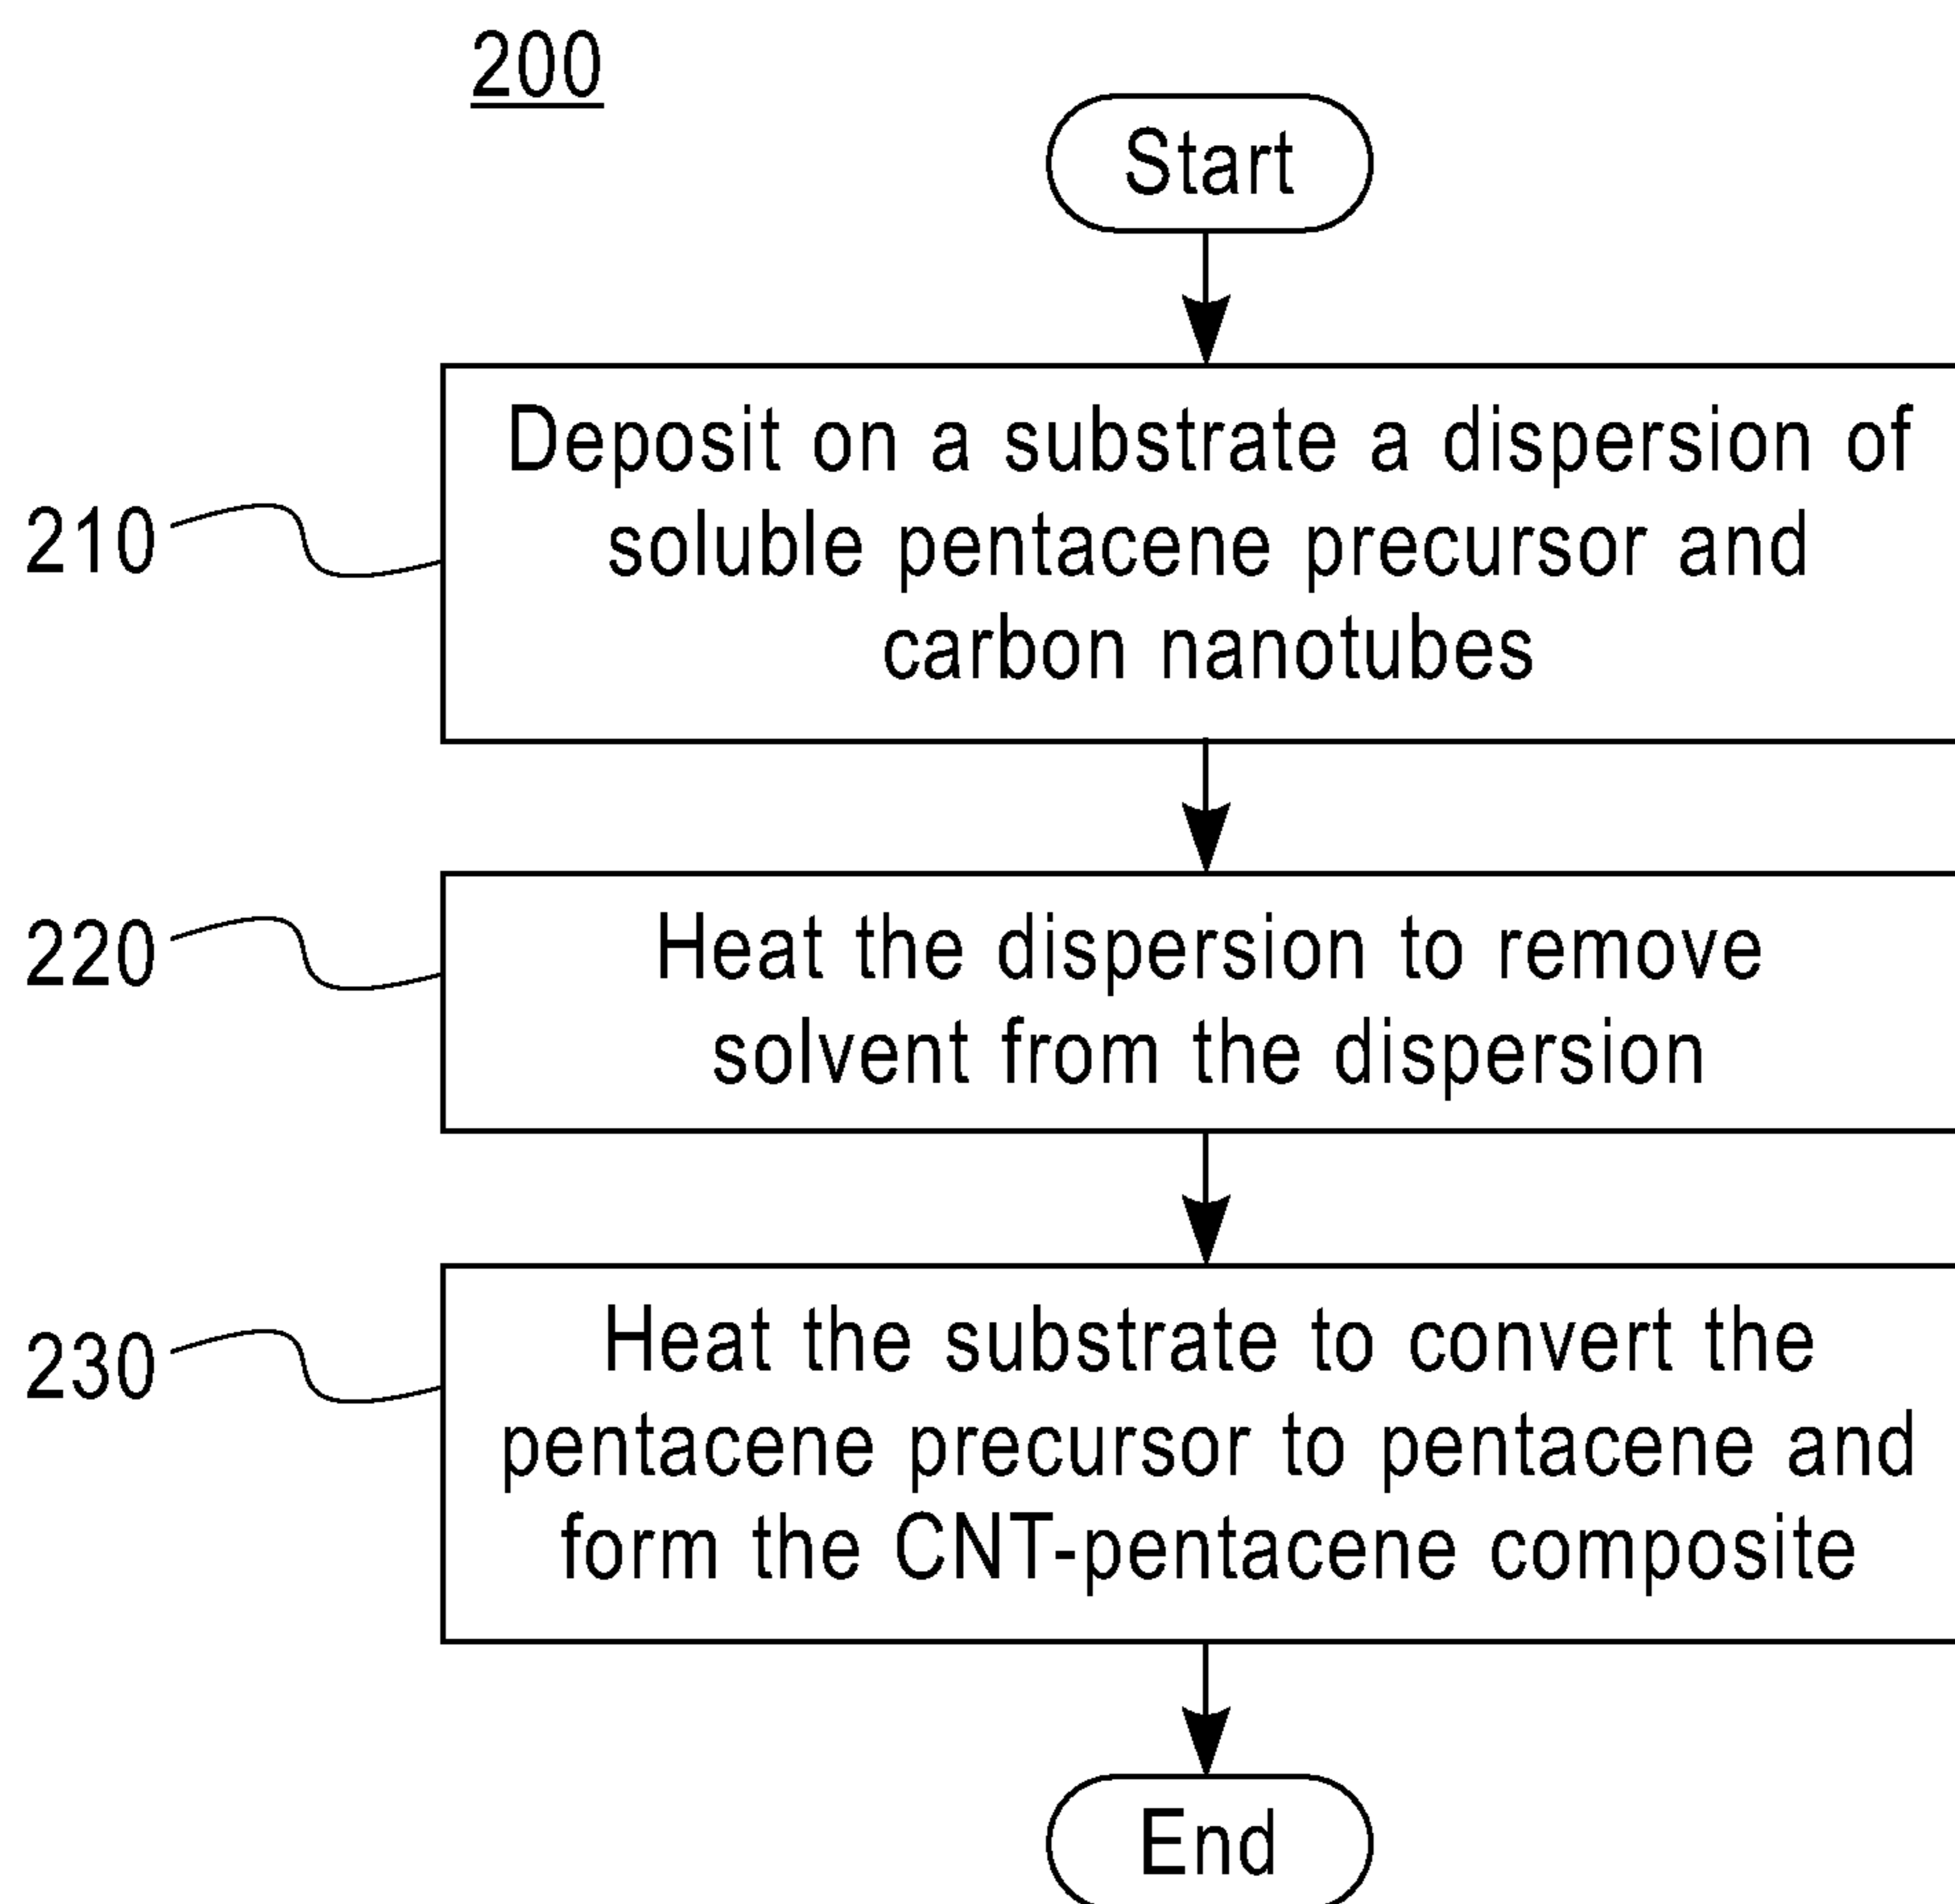 200
Start
210
Deposit on a substrate a dispersion of
soluble pentacene precursor and
carbon nanotubes
220
Heat the dispersion to remove
solvent from the dispersion
230
Heat the substrate to convert the
pentacene precursor to pentacene and
form the CNT-pentacene composite
End